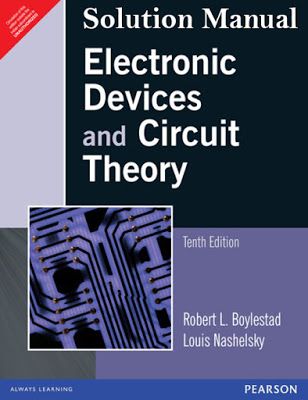 Solution Manual
Electronic
Devices
and Circuit
Theory
Tenth Edition
Robert L. Boylestad
Louis Nashelsky
ALWAYS LEARNING
PEARSON